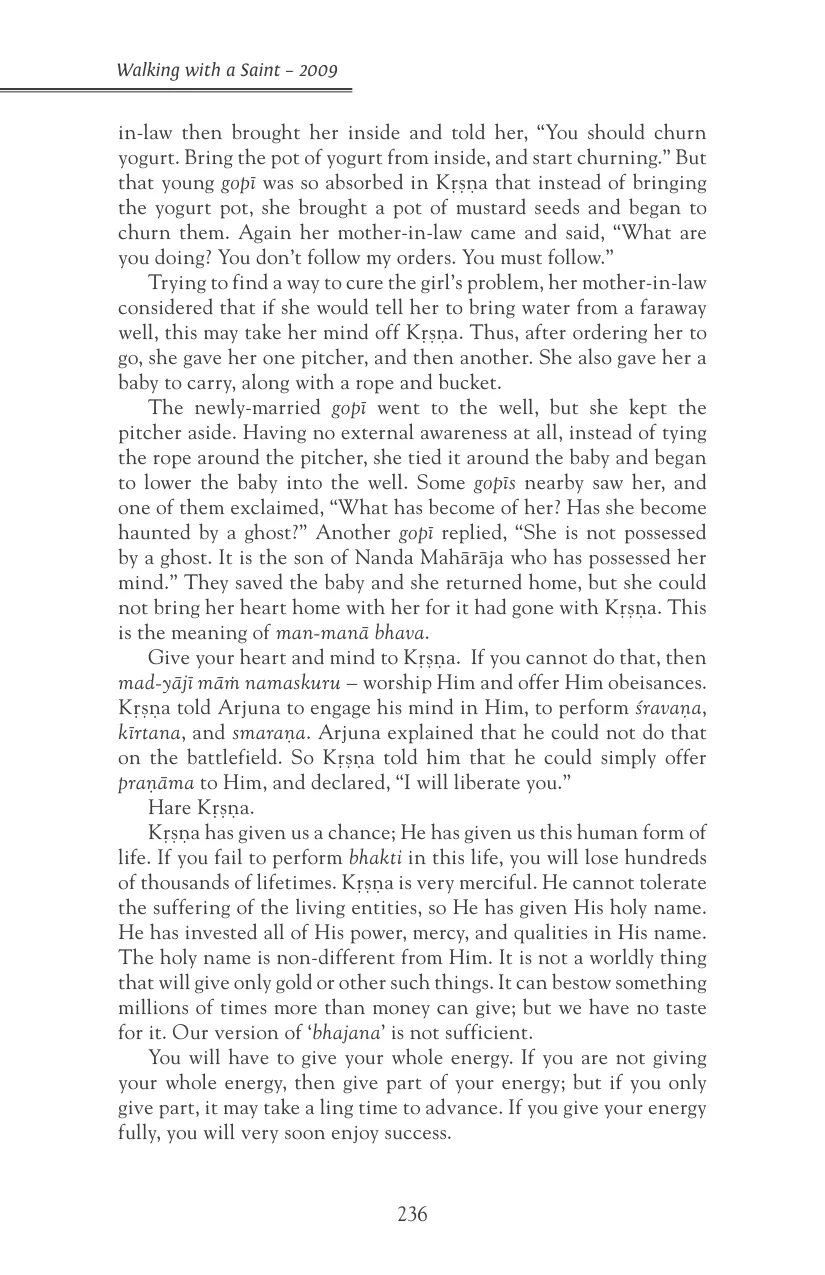 Walking with a Saint – 2009
in-law then brought her inside and told her, “You should churn
yogurt. Bring the pot of yogurt from inside, and start churning.” But
that young gopī was so absorbed in Kṛṣṇa that instead of bringing
the yogurt pot, she brought a pot of mustard seeds and began to
churn them. Again her mother-in-law came and said, “What are
you doing? You don’t follow my orders. You must follow.”
Trying to find a way to cure the girl’s problem, her mother-in-law
considered that if she would tell her to bring water from a faraway
well, this may take her mind off Kṛṣṇa. Thus, after ordering her to
go, she gave her one pitcher, and then another. She also gave her a
baby to carry, along with a rope and bucket.
The newly-married gopī went to the well, but she kept the
pitcher aside. Having no external awareness at all, instead of tying
the rope around the pitcher, she tied it around the baby and began
to lower the baby into the well. Some gopīs nearby saw her, and
one of them exclaimed, “What has become of her? Has she become
haunted by a ghost?” Another gopī replied, “She is not possessed
by a ghost. It is the son of Nanda Mahārāja who has possessed her
mind.” They saved the baby and she returned home, but she could
not bring her heart home with her for it had gone with Kṛṣṇa. This
is the meaning of man-manā bhava.
Give your heart and mind to Kṛṣṇa.  If you cannot do that, then
mad-yājī māṁ namaskuru – worship Him and offer Him obeisances.
Kṛṣṇa told Arjuna to engage his mind in Him, to perform śravaṇa,
kīrtana, and smaraṇa. Arjuna explained that he could not do that
on the battlefield. So Kṛṣṇa told him that he could simply offer
praṇāma to Him, and declared, “I will liberate you.”
Hare Kṛṣṇa.
Kṛṣṇa has given us a chance; He has given us this human form of
life. If you fail to perform bhakti in this life, you will lose hundreds
of thousands of lifetimes. Kṛṣṇa is very merciful. He cannot tolerate
the suffering of the living entities, so He has given His holy name.
He has invested all of His power, mercy, and qualities in His name.
The holy name is non-different from Him. It is not a worldly thing
that will give only gold or other such things. It can bestow something
millions of times more than money can give; but we have no taste
for it. Our version of ‘bhajana’ is not sufficient.
You will have to give your whole energy. If you are not giving
your whole energy, then give part of your energy; but if you only
give part, it may take a ling time to advance. If you give your energy
fully, you will very soon enjoy success.
236